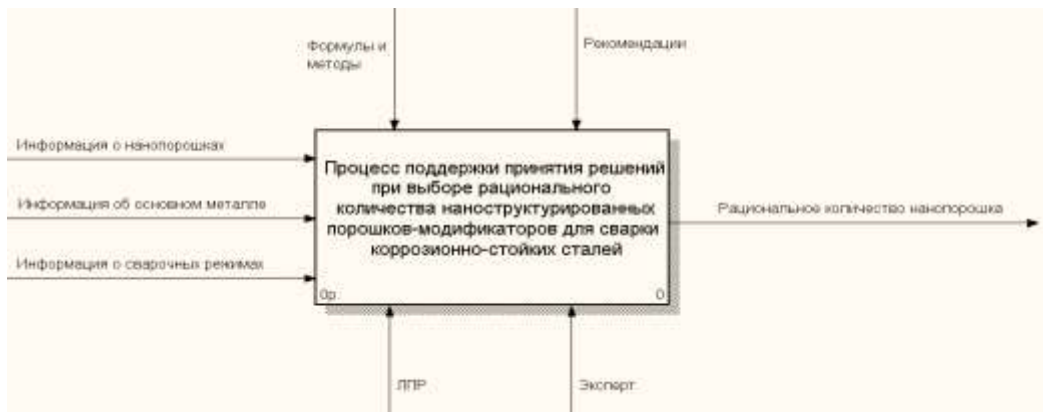 Формулы и
методы
Рекомендации
Информация о нанопорошках
Информация об основном металле
Информация о сварочных режимах
Процесс поддержки принятия решений
при выборе рационального
количества наноструктурированных
порошков-модификаторов для сварки
коррозионно-стойких сталей
0р.
0
Рациональное количество нанопорошка
ЛПР
Эксперт